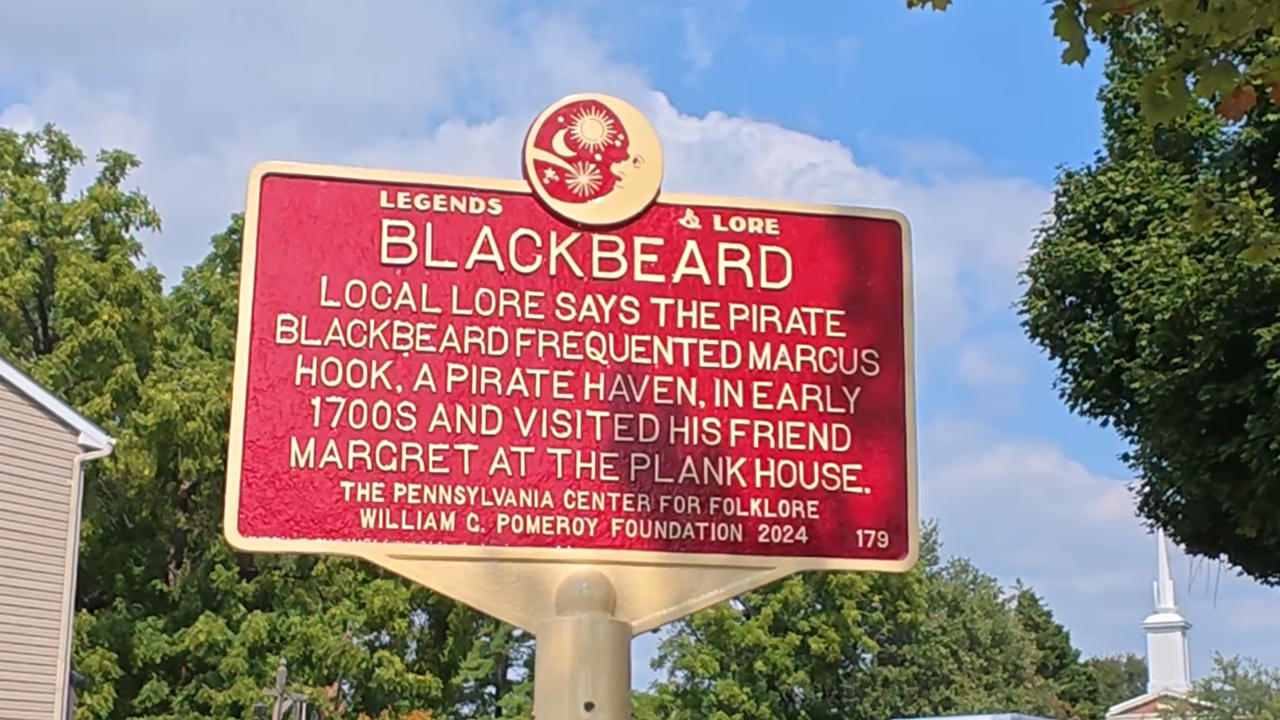 LEGENDS & LORE
BLACKBEARD
LOCAL LORE SAYS THE PIRATE
BLACKBEARD FREQUENTED MARCUS
HOOK, A PIRATE HAVEN, IN EARLY
1700S AND VISITED HIS FRIEND
MARGRET AT THE PLANK HOUSE.
THE PENNSYLVANIA CENTER FOR FOLKLORE
WILLIAM G. POMEROY FOUNDATION 2024 179